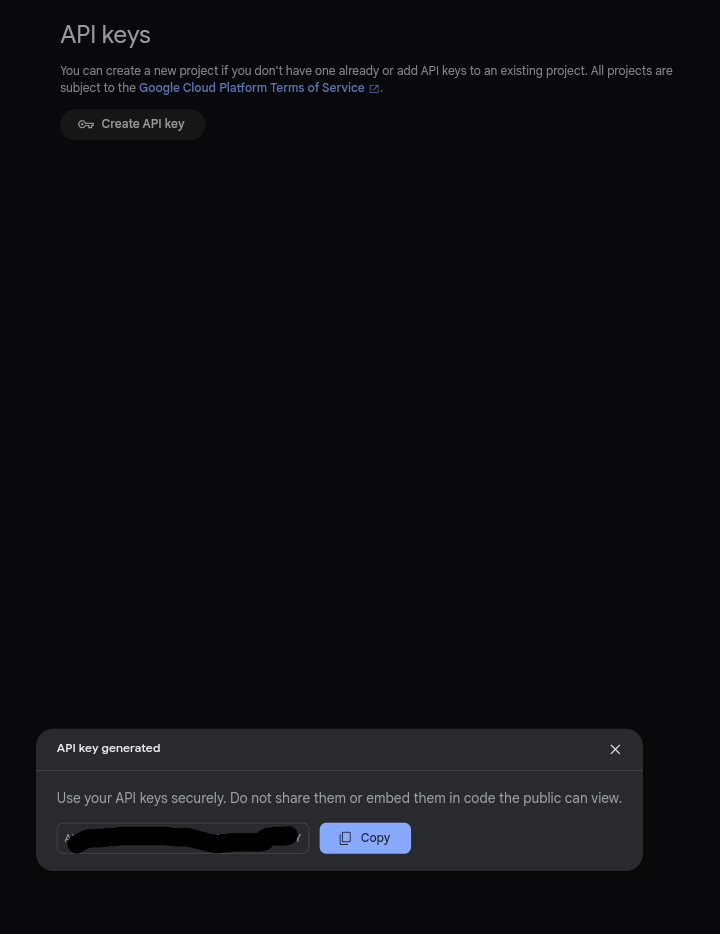 API keys
You can create a new project if you don't have one already or add API keys to an existing project. All projects are
subject to the Google Cloud Platform Terms of Service.
Create API key
API key generated
Use your API keys securely. Do not share them or embed them in code the public can view.
Copy